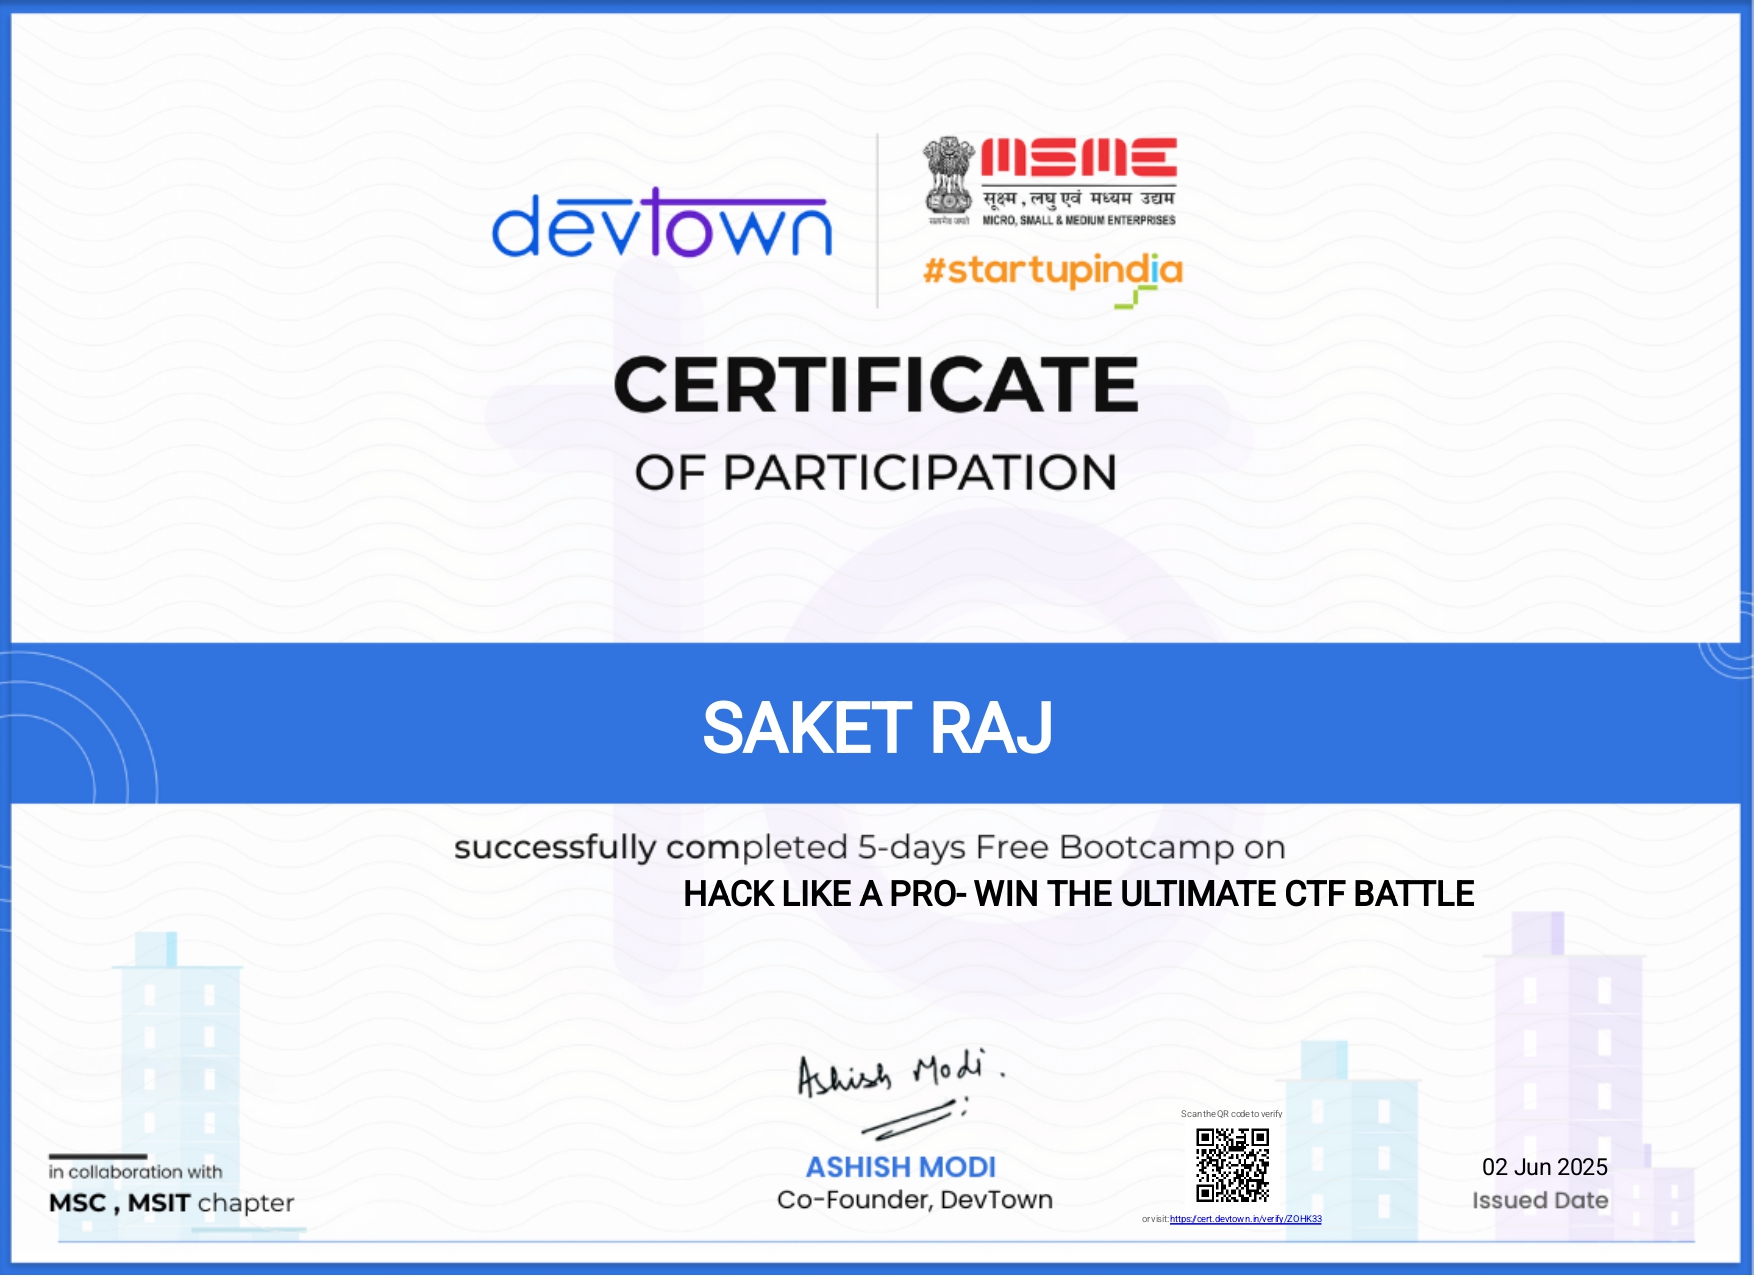 devtown
MSME
सूक्ष्म , लघु एवं मध्यम उद्यम
MICRO, SMALL & MEDIUM ENTERPRISES
सत्यमेव जयते
#startupindia
CERTIFICATE
OF PARTICIPATION
SAKET RAJ
successfully completed 5-days Free Bootcamp on
HACK LIKE A PRO- WIN THE ULTIMATE CTF BATTLE
Ashish Modi.
ASHISH MODI
Co-Founder, DevTown
in collaboration with
MSC , MSIT chapter
Scan the QR code to verify
or visit: https://cert.devtown.in/verify/ZOHK33
02 Jun 2025
Issued Date